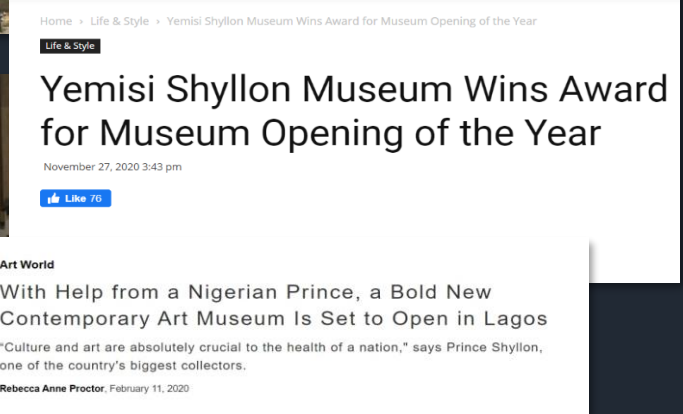 Home › Life & Style › Yemisi Shyllon Museum Wins Award for Museum Opening of the Year
Life & Style
Yemisi Shyllon Museum Wins Award
for Museum Opening of the Year
November 27, 2020 3:43 pm
Like 76
Art World
With Help from a Nigerian Prince, a Bold New
Contemporary Art Museum Is Set to Open in Lagos
“Culture and art are absolutely crucial to the health of a nation," says Prince Shyllon,
one of the country's biggest collectors.
Rebecca Anne Proctor, February 11, 2020